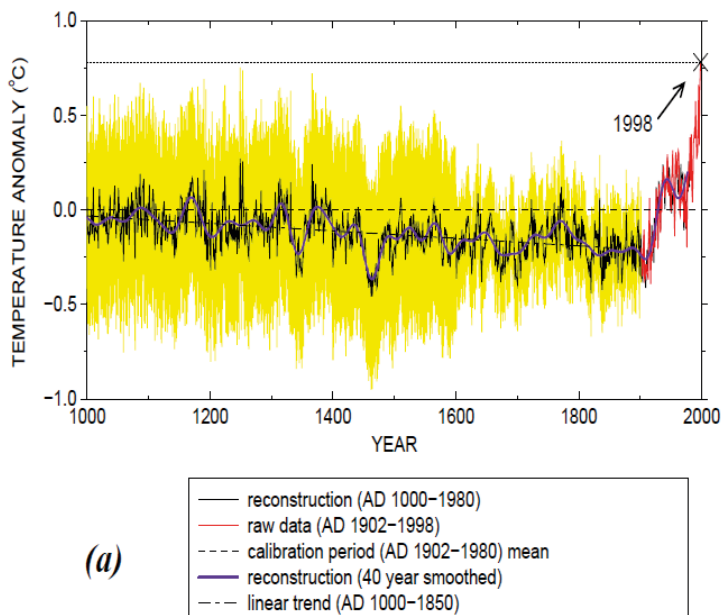 1.0
0.5
0.0
−0.5
−1.0
TEMPERATURE ANOMALY (°C)
1998
1000
1200
1400
1600
1800
2000
YEAR
(a)
reconstruction (AD 1000−1980)
raw data (AD 1902−1998)
calibration period (AD 1902−1980) mean
reconstruction (40 year smoothed)
linear trend (AD 1000−1850)